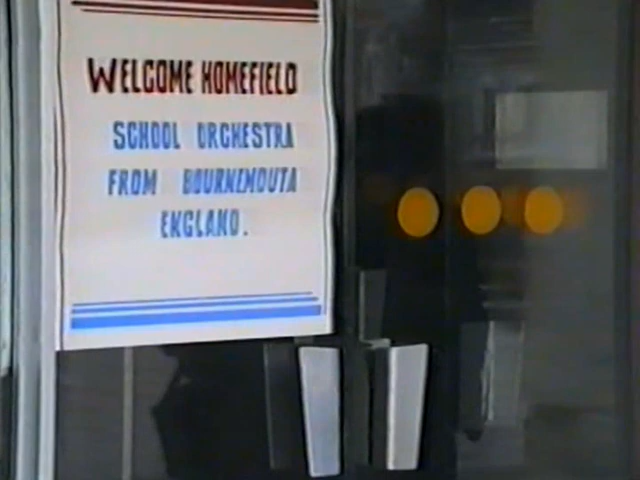 WELCOME HOMEFIELD
SCHOOL ORCHESTRA
FROM BOURNEMOUTH
ENGLAND.